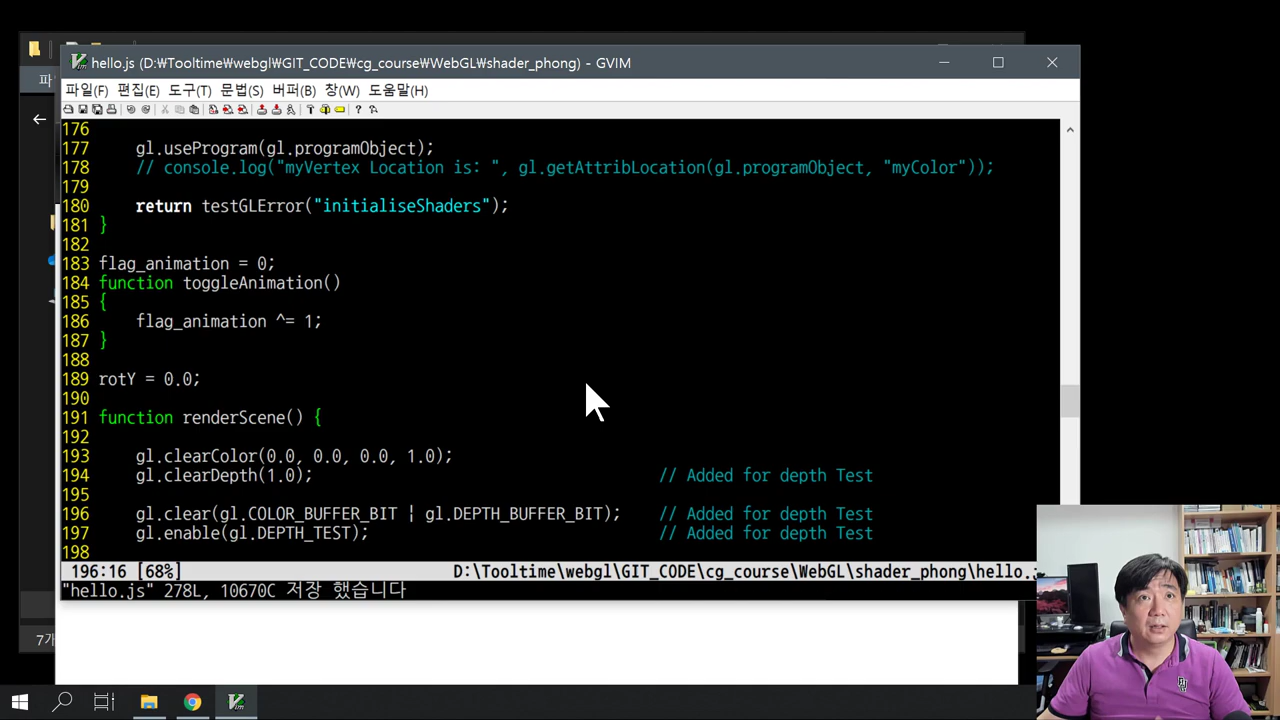 hello.js (D:\Tooltime\webgl\GIT_CODE\cg_course\WebGL\shader_phong) - GVIM
파
파일(F) 편집(E) 도구(T) 문법(S) 버퍼(B) 창(W) 도움말(H)
176
177 gl.useProgram(gl.programObject);
178 // console.log("myVertex Location is: ", gl.getAttribLocation(gl.programObject, "myColor"));
179
180 return testGLError("initialiseShaders");
181 }
182
183 flag_animation = 0;
184 function toggleAnimation()
185 {
186 flag_animation ^= 1;
187 }
188
189 rotY = 0.0;
190
191 function renderScene() {
192
193 gl.clearColor(0.0, 0.0, 0.0, 1.0);
194 gl.clearDepth(1.0); // Added for depth Test
195
196 gl.clear(gl.COLOR_BUFFER_BIT | gl.DEPTH_BUFFER_BIT); // Added for depth Test
197 gl.enable(gl.DEPTH_TEST); // Added for depth Test
198
196:16 [68%] D:\Tooltime\webgl\GIT_CODE\cg_course\WebGL\shader_phong\hello.j
"hello.js" 278L, 10670C 저장 했습니다
7개